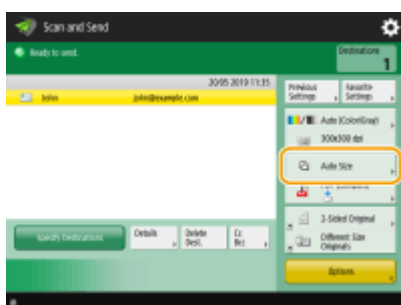 Scan and Send
Ready to send.
Destinations
1
20/05 2019 11:35
John john@example.com
Previous Settings
Favorite Settings
Auto (Color/Gray)
300x300 dpi
Auto Size
2-Sided Original
Different Size Originals
Specify Destinations
Details
Delete Dest.
Cc Bcc
Options